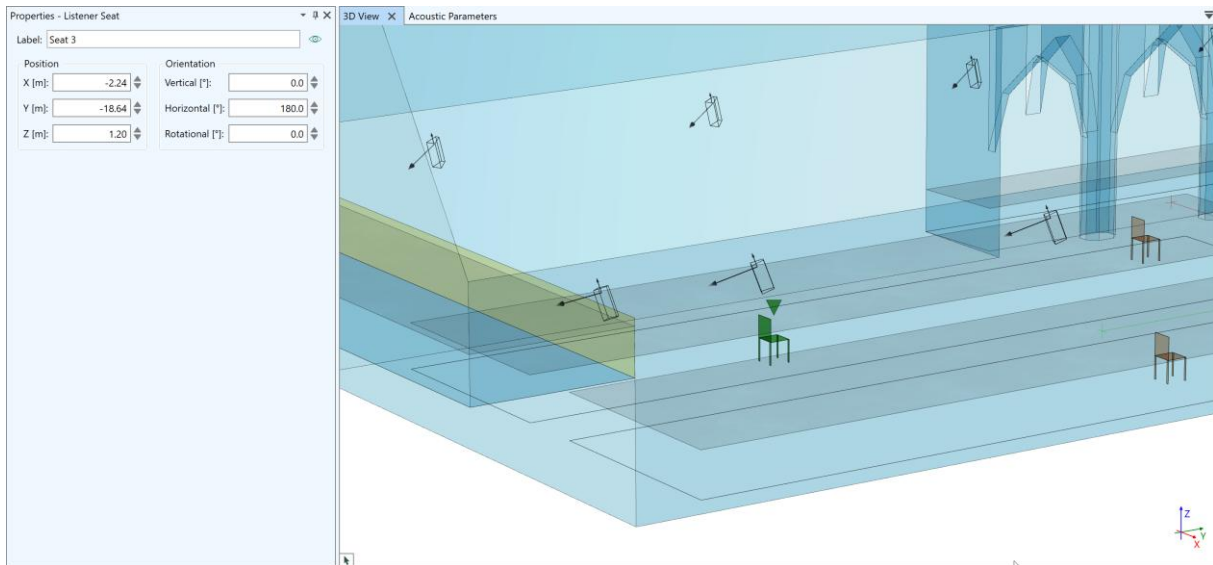 Properties - Listener Seat
Label: Seat 3
Position
X [m]: -2.24
Y [m]: -18.64
Z [m]: 1.20
Orientation
Vertical [°]: 0.0
Horizontal [°]: 180.0
Rotational [°]: 0.0
3D View Acoustic Parameters
Z
Y
X